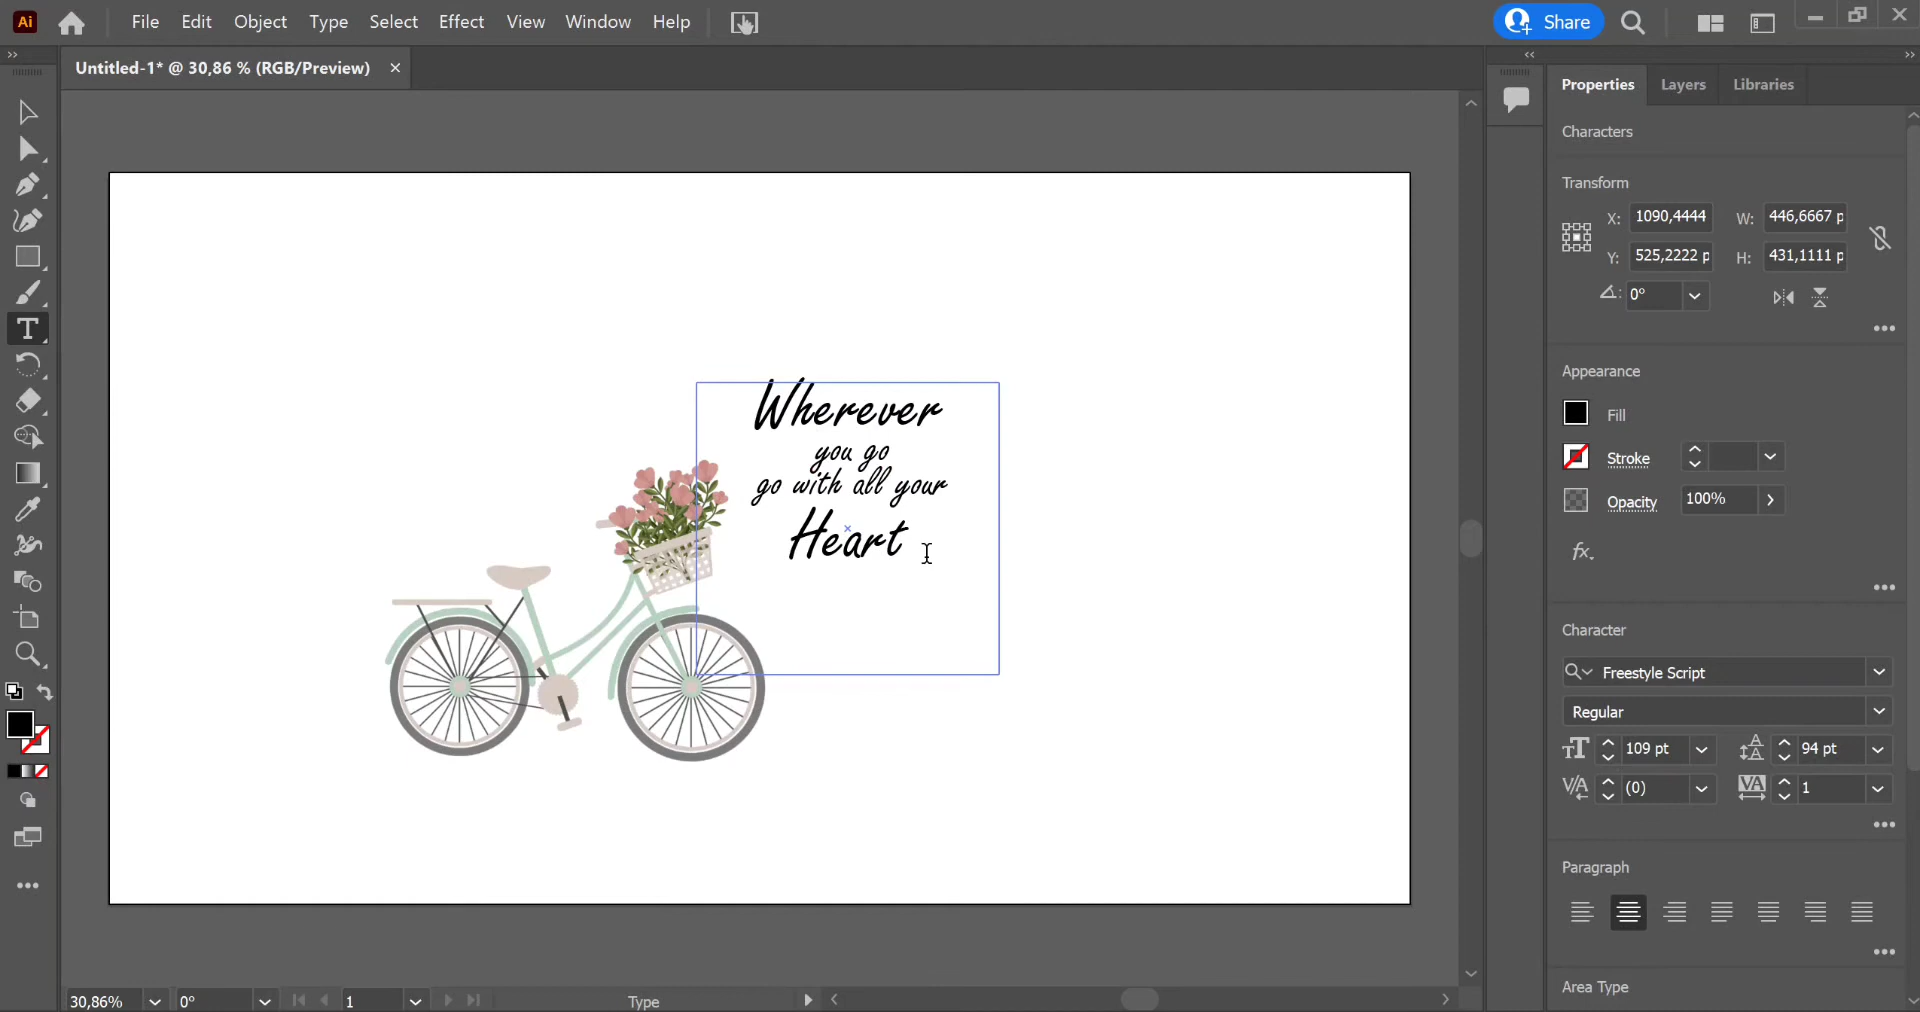 Ai File Edit Object Type Select Effect View Window Help Share
Untitled-1* @ 30,86 % (RGB/Preview)
Properties Layers Libraries
Characters
Transform
X: 1090,4444 W: 446,6667 p
Y: 525,2222 p H: 431,1111 p
0°
Appearance
Fill
Stroke
Opacity 100%
fx.
Wherever
you go
go with all your
Heart
Character
Freestyle Script
Regular
109 pt 94 pt
(0) 1
Paragraph
Area Type
30,86% 0° 1 Type